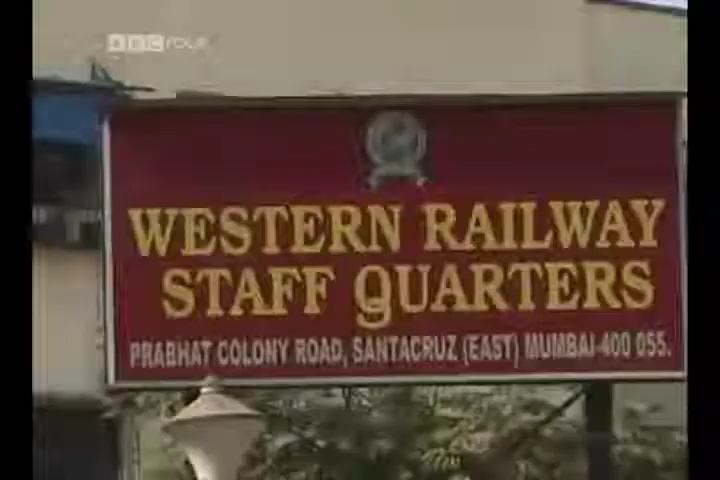 BBC FOUR
WESTERN RAILWAY
STAFF QUARTERS
PRABHAT COLONY ROAD, SANTACRUZ (EAST) MUMBAI-400 055.